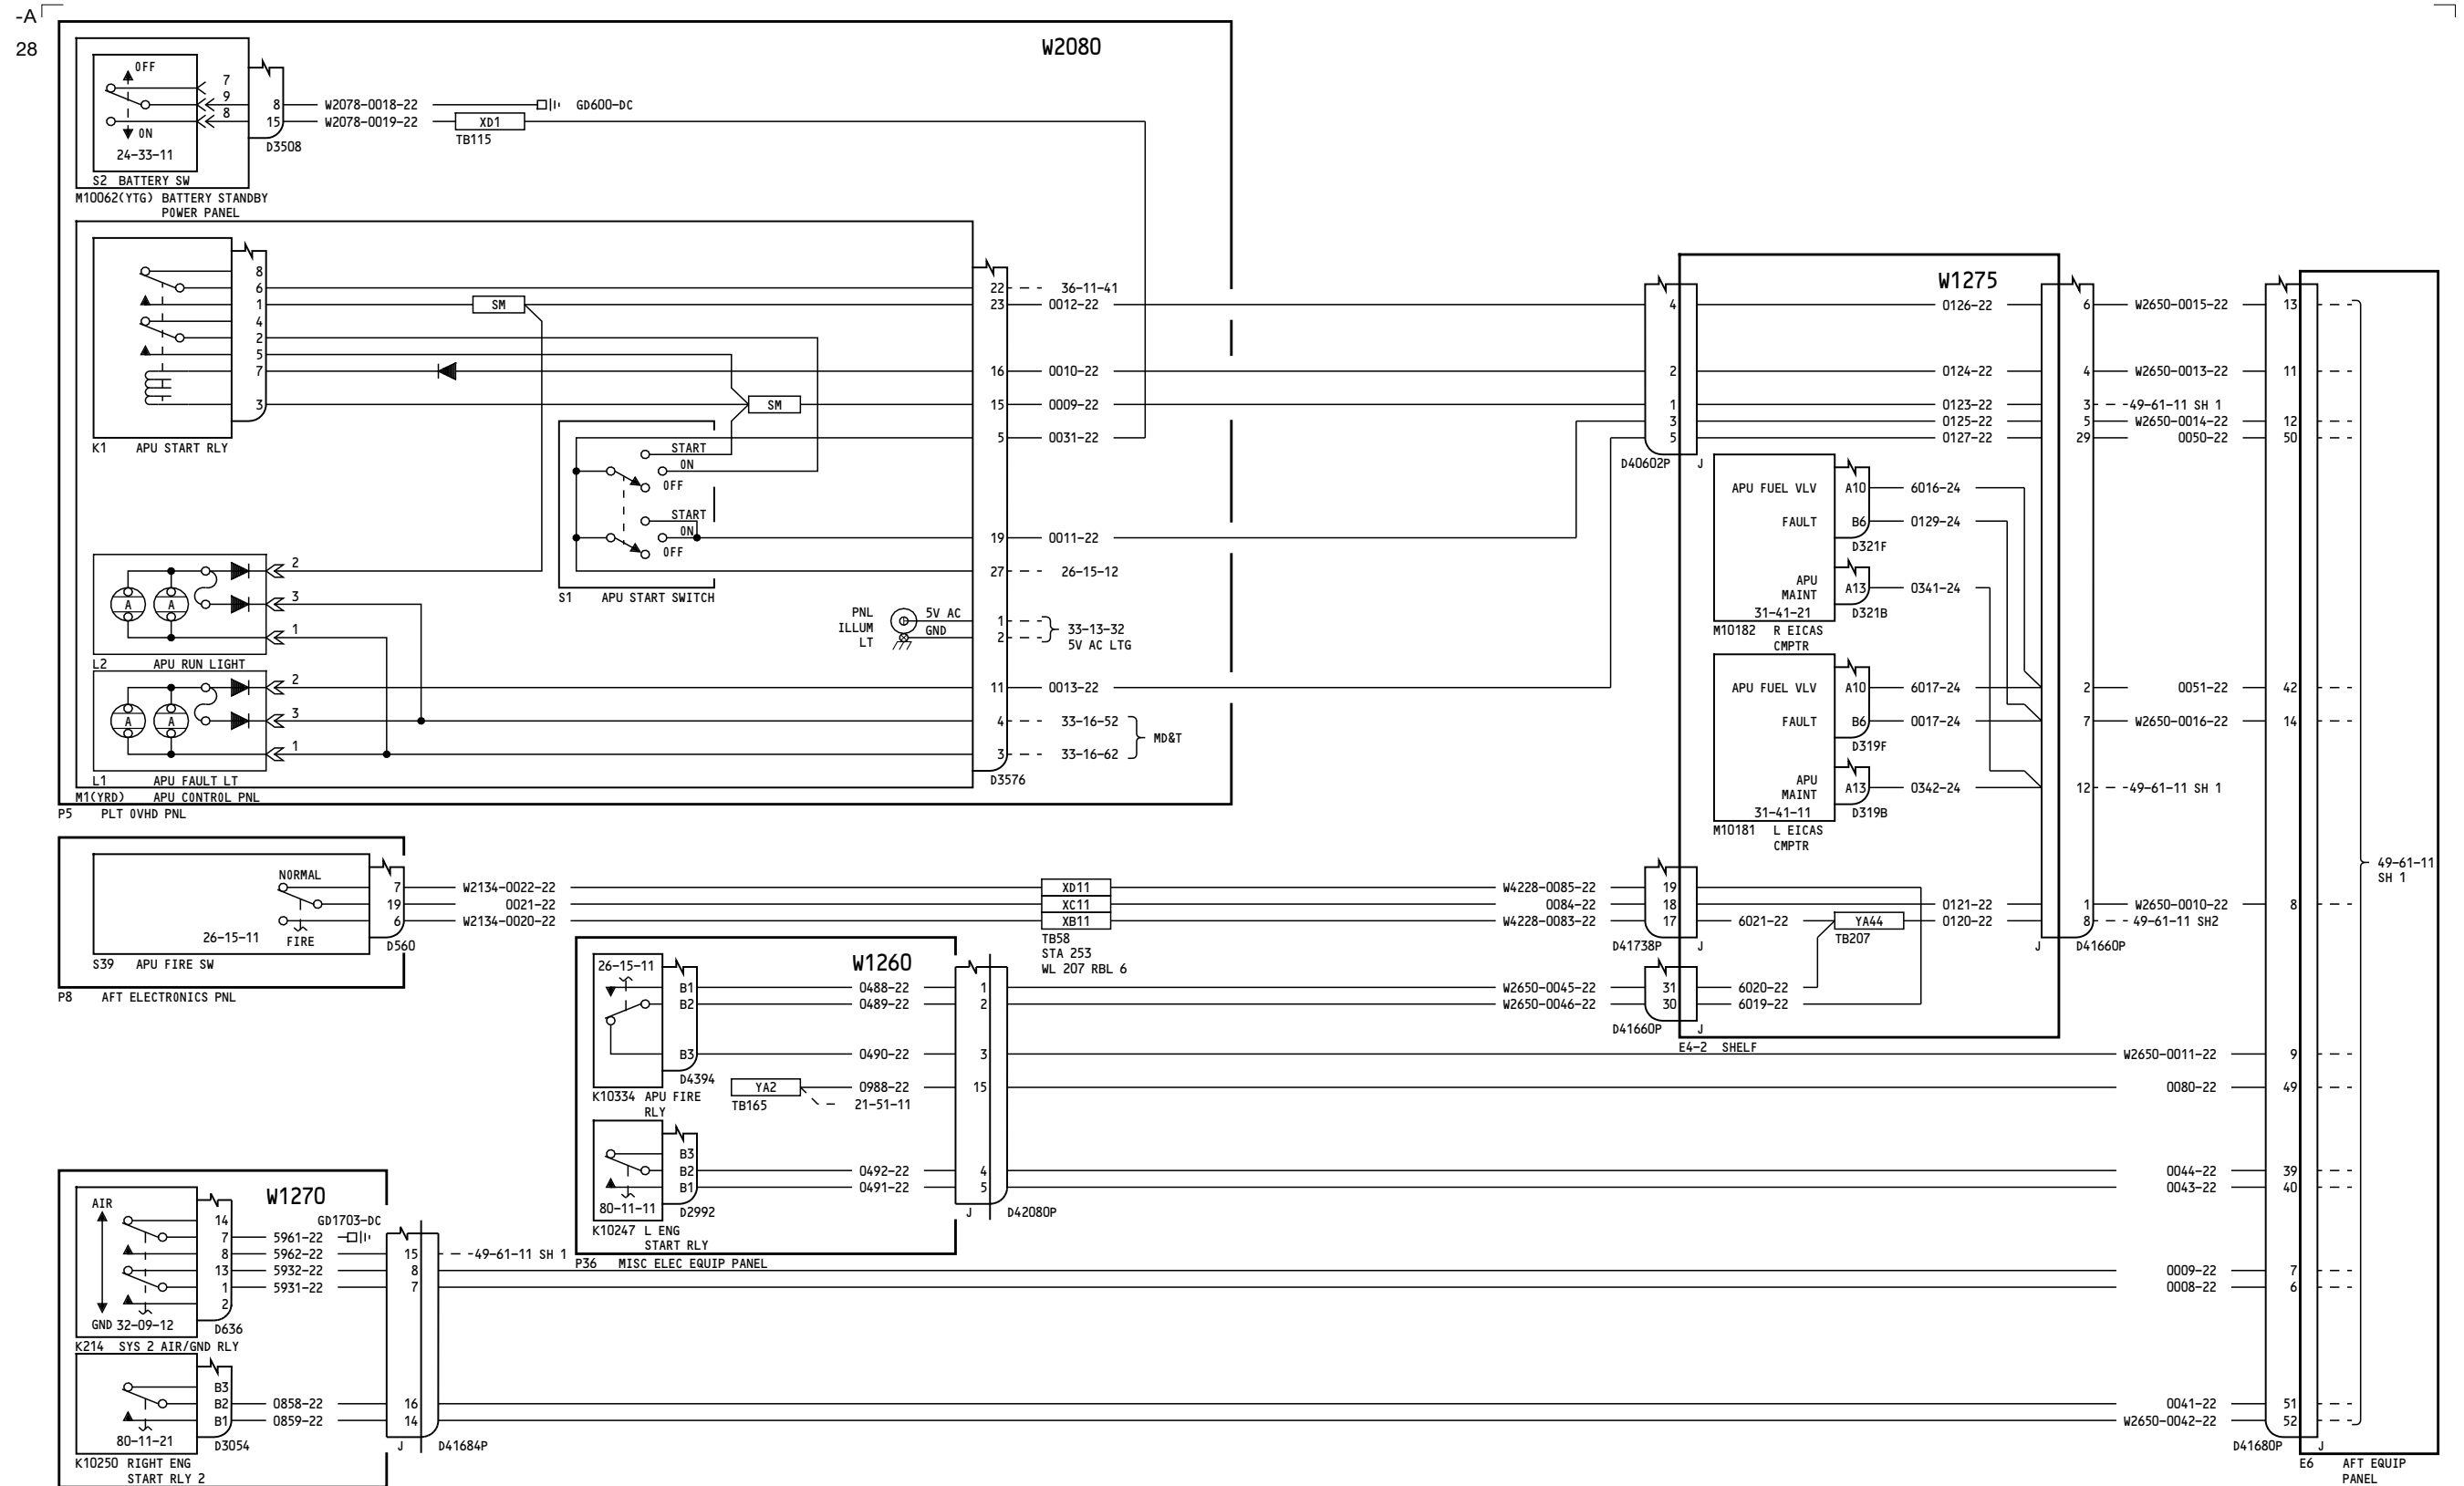 -A
28
W2080
OFF
7
9
8
ON
24-33-11
S2 BATTERY SW
M10062(YTG) BATTERY STANDBY
POWER PANEL
8
15
D3508
W2078-0018-22
W2078-0019-22
GD600-DC
XD1
TB115
8
6
1
4
2
5
7
3
K1 APU START RLY
SM
SM
START
ON
OFF
START
ON
OFF
S1 APU START SWITCH
A A
2
3
1
L2 APU RUN LIGHT
A A
2
3
1
L1 APU FAULT LT
M1(YRD) APU CONTROL PNL
P5 PLT OVHD PNL
PNL
ILLUM
LT
5V AC
GND
22 36-11-41
23 0012-22
16 0010-22
15 0009-22
5 0031-22
19 0011-22
27 26-15-12
1
2
33-13-32
5V AC LTG
11 0013-22
4 33-16-52
3 33-16-62
MD&T
D3576
W1275
4
2
1
3
5
D40602P J
0126-22
0124-22
0123-22
0125-22
0127-22
APU FUEL VLV A10 6016-24
FAULT B6 0129-24
D321F
APU
MAINT A13 0341-24
31-41-21 D321B
M10182 R EICAS
CMPTR
APU FUEL VLV A10 6017-24
FAULT B6 0017-24
D319F
APU
MAINT A13 0342-24
31-41-11 D319B
M10181 L EICAS
CMPTR
6 W2650-0015-22 13
4 W2650-0013-22 11
3 49-61-11 SH 1
5 W2650-0014-22 12
29 0050-22 50
2 0051-22 42
7 W2650-0016-22 14
12 49-61-11 SH 1
1 W2650-0010-22 8
8 49-61-11 SH2
J D41660P
49-61-11
SH 1
NORMAL
26-15-11 FIRE
S39 APU FIRE SW
P8 AFT ELECTRONICS PNL
7 W2134-0022-22
19 0021-22
6 W2134-0020-22
D560
XD11
XC11
XB11
TB58
STA 253
WL 207 RBL 6
W4228-0085-22 19
0084-22 18
W4228-0083-22 17
D41738P J
6021-22
YA44
TB207
0121-22
0120-22
W2650-0045-22 31 6020-22
W2650-0046-22 30 6019-22
D41660P J
E4-2 SHELF
W1260
26-15-11
B1 0488-22 1
B2 0489-22 2
B3 0490-22 3
D4394
K10334 APU FIRE
RLY
YA2 0988-22 15
TB165 21-51-11
B3
B2 0492-22 4
B1 0491-22 5
80-11-11 D2992
K10247 L ENG
START RLY
J D42080P
P36 MISC ELEC EQUIP PANEL
W2650-0011-22 9
0080-22 49
0044-22 39
0043-22 40
0009-22 7
0008-22 6
0041-22 51
W2650-0042-22 52
D41680P J
E6 AFT EQUIP
PANEL
W1270
AIR
GND 32-09-12
14
7 5961-22
GD1703-DC
8 5962-22 15 49-61-11 SH 1
13 5932-22 8
1 5931-22 7
2
D636
K214 SYS 2 AIR/GND RLY
B3
B2 0858-22 16
B1 0859-22 14
80-11-21 D3054
J D41684P
K10250 RIGHT ENG
START RLY 2